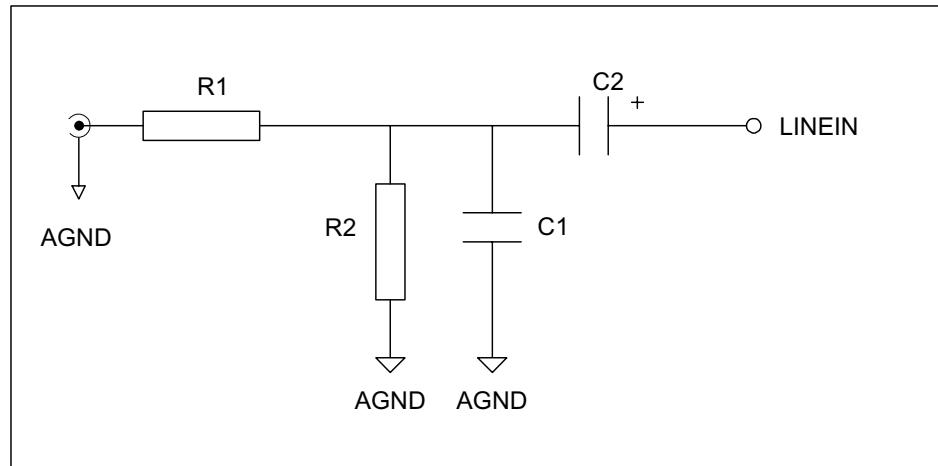 R1
C2
+
LINEIN
AGND
R2
C1
AGND
AGND